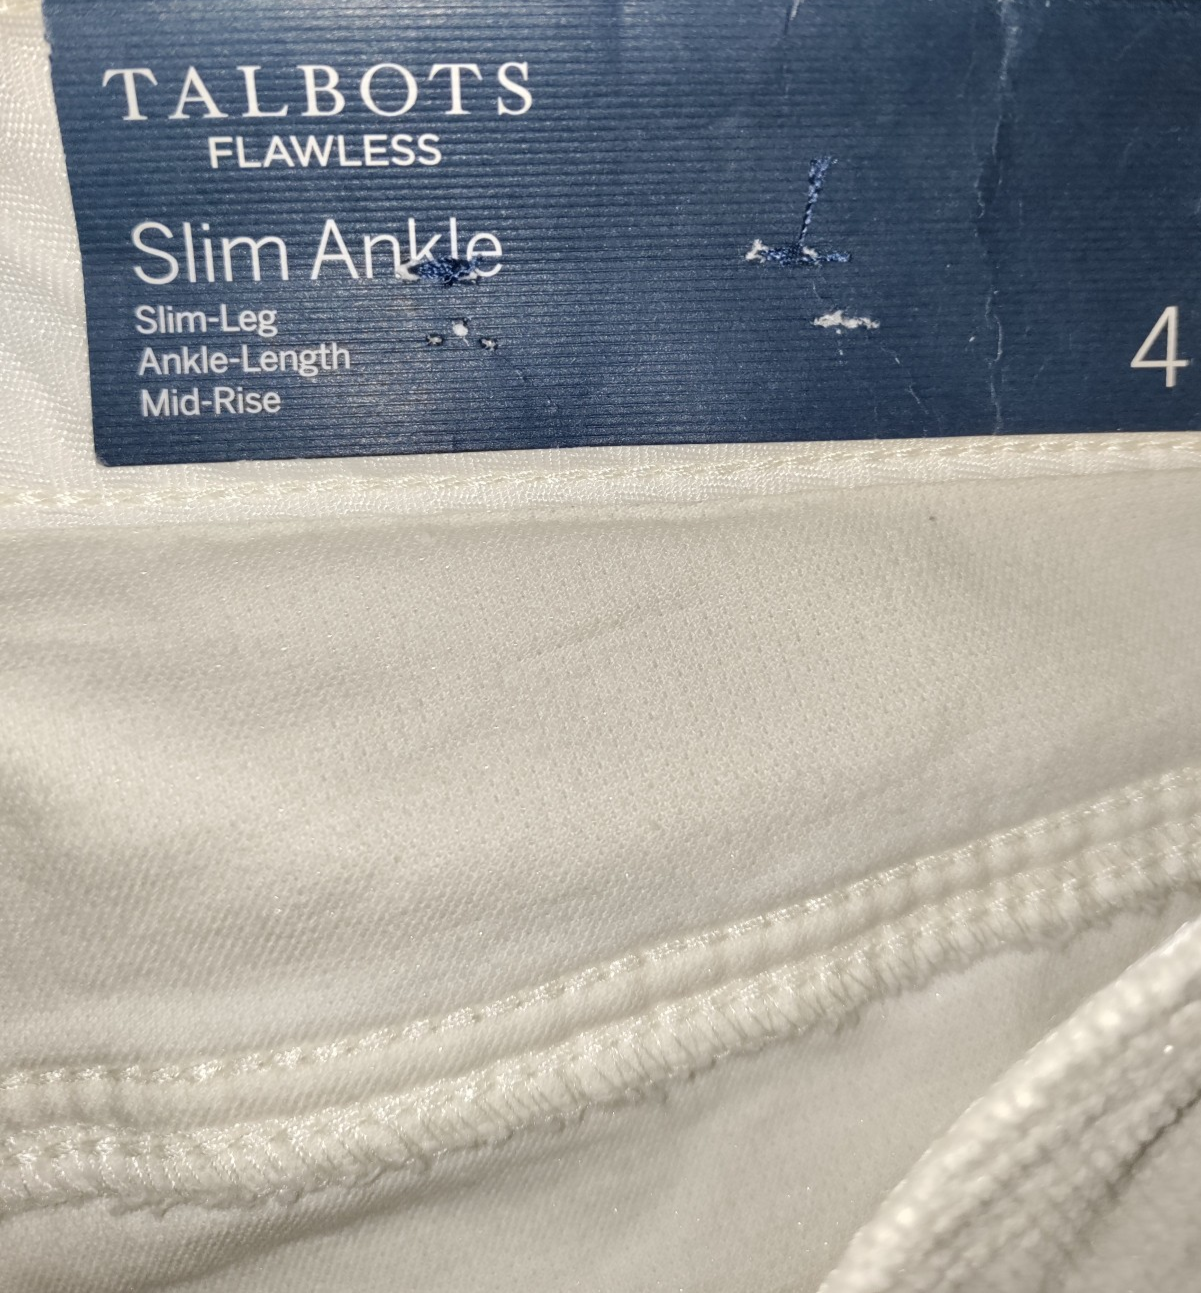 TALBOTS
FLAWLESS
Slim Ankle
Slim-Leg
Ankle-Length
Mid-Rise
4